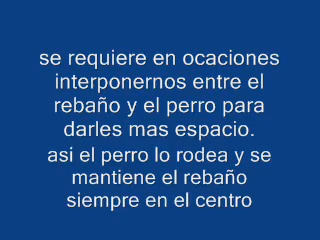 se requiere en ocaciones
interponernos entre el
rebaño y el perro para
darles mas espacio.
asi el perro lo rodea y se
mantiene el rebaño
siempre en el centro